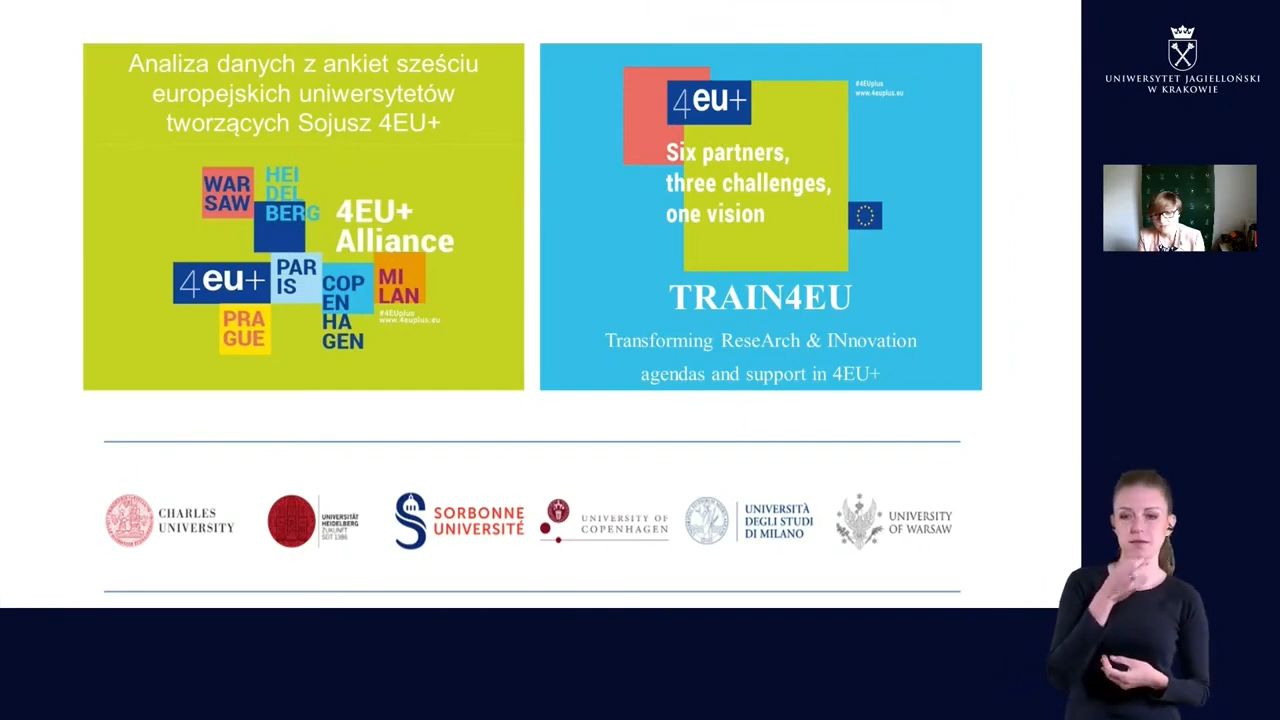 Analiza danych z ankiet sześciu
europejskich uniwersytetów
tworzących Sojusz 4EU+
WAR
SAW
HEI
DEL
BERG
4EU+
Alliance
4eu+
PAR
IS
COP
EN
HA
GEN
MI
LAN
PRA
GUE
#4EUplus
www.4euplus.eu
4eu+
#4EUplus
www.4euplus.eu
Six partners,
three challenges,
one vision
TRAIN4EU
Transforming ReseArch & INnovation
agendas and support in 4EU+
CHARLES
UNIVERSITY
UNIVERSITÄT
HEIDELBERG
ZUKUNFT
SEIT 1386
SORBONNE
UNIVERSITÉ
UNIVERSITY OF
COPENHAGEN
UNIVERSITÀ
DEGLI STUDI
DI MILANO
UNIVERSITY
OF WARSAW
UNIWERSYTET JAGIELLOŃSKI
W KRAKOWIE